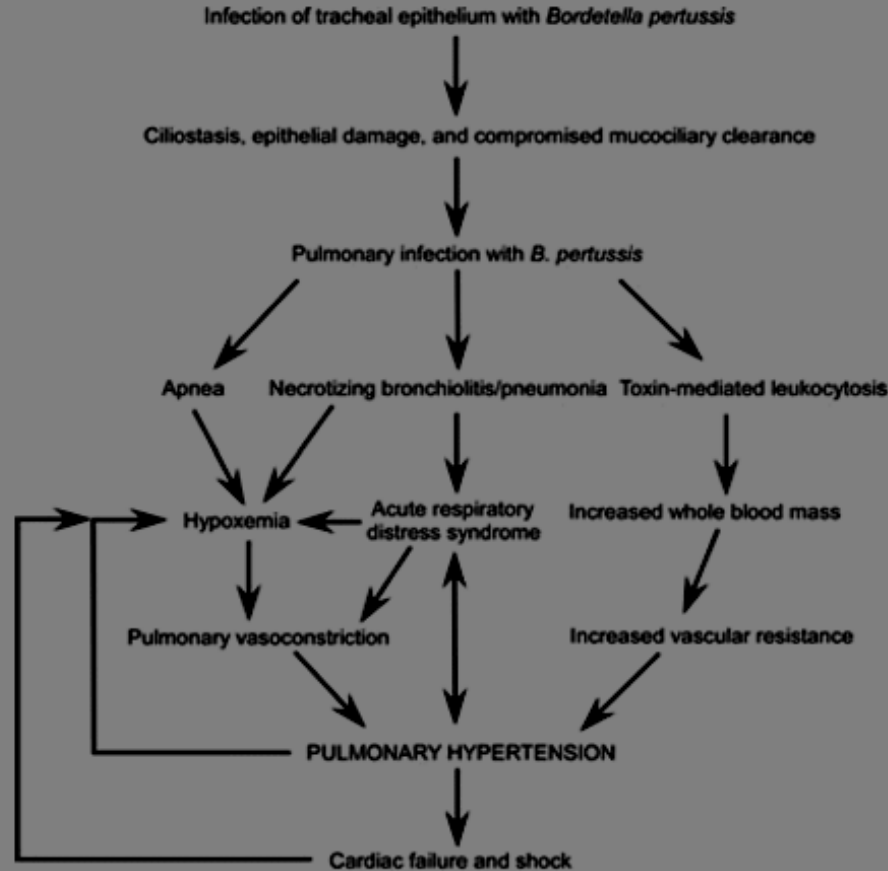 Infection of tracheal epithelium with Bordetella pertussis
Ciliostasis, epithelial damage, and compromised mucociliary clearance
Pulmonary infection with B. pertussis
Apnea
Necrotizing bronchiolitis/pneumonia
Toxin-mediated leukocytosis
Hypoxemia
Acute respiratory
distress syndrome
Increased whole blood mass
Pulmonary vasoconstriction
Increased vascular resistance
PULMONARY HYPERTENSION
Cardiac failure and shock